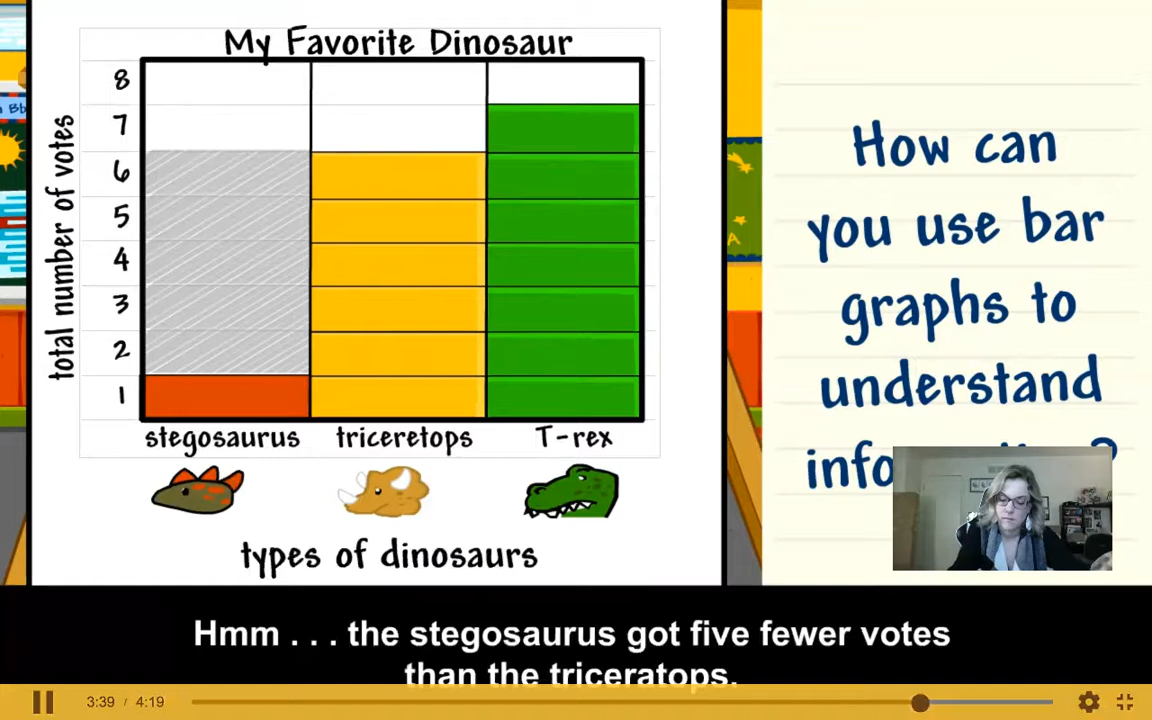 My Favorite Dinosaur
total number of votes
8
7
6
5
4
3
2
1
stegosaurus triceretops T-rex
types of dinosaurs
How can
you use bar
graphs to
understand
info
?
Hmm . . . the stegosaurus got five fewer votes
than the triceratops.
3:39 / 4:19
Bb
A